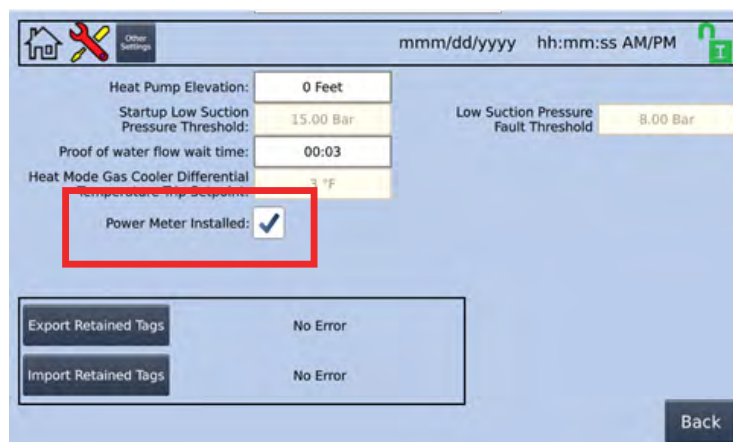 Other
Settings
mmm/dd/yyyy hh:mm:ss AM/PM
I
Heat Pump Elevation: 0 Feet
Startup Low Suction
Pressure Threshold: 15.00 Bar
Low Suction Pressure
Fault Threshold 8.00 Bar
Proof of water flow wait time: 00:03
Heat Mode Gas Cooler Differential
Temperature Trip Setpoint: 3 °F
Power Meter Installed:
Export Retained Tags No Error
Import Retained Tags No Error
Back